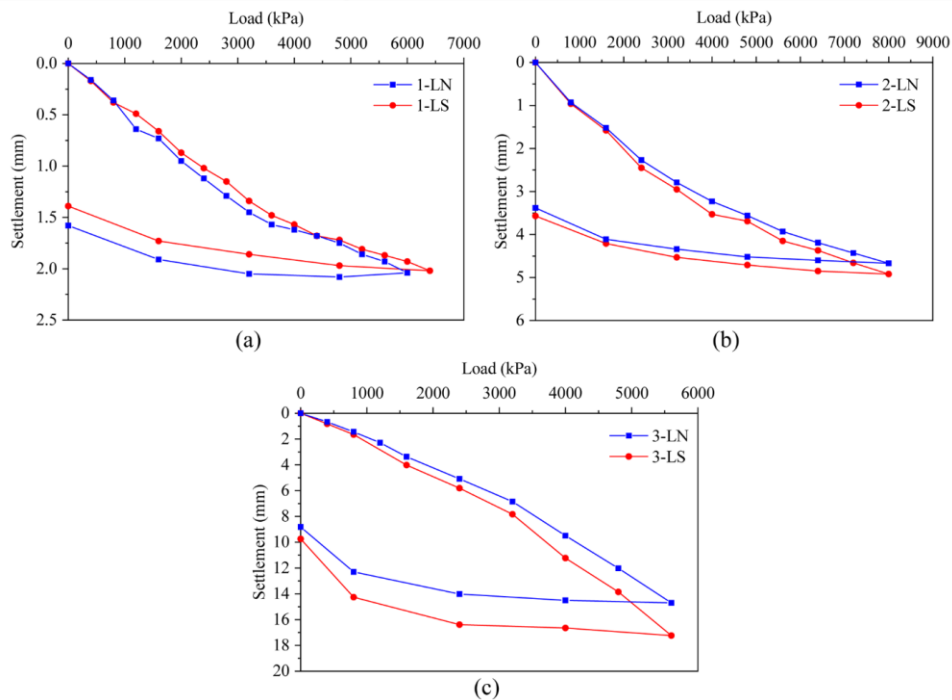 Load (kPa)
0 1000 2000 3000 4000 5000 6000 7000
0.0
0.5
1.0
1.5
2.0
2.5
Settlement (mm)
1-LN
1-LS
(a)
Load (kPa)
0 1000 2000 3000 4000 5000 6000 7000 8000 9000
0
1
2
3
4
5
6
Settlement (mm)
2-LN
2-LS
(b)
Load (kPa)
0 1000 2000 3000 4000 5000 6000
0
2
4
6
8
10
12
14
16
18
20
Settlement (mm)
3-LN
3-LS
(c)